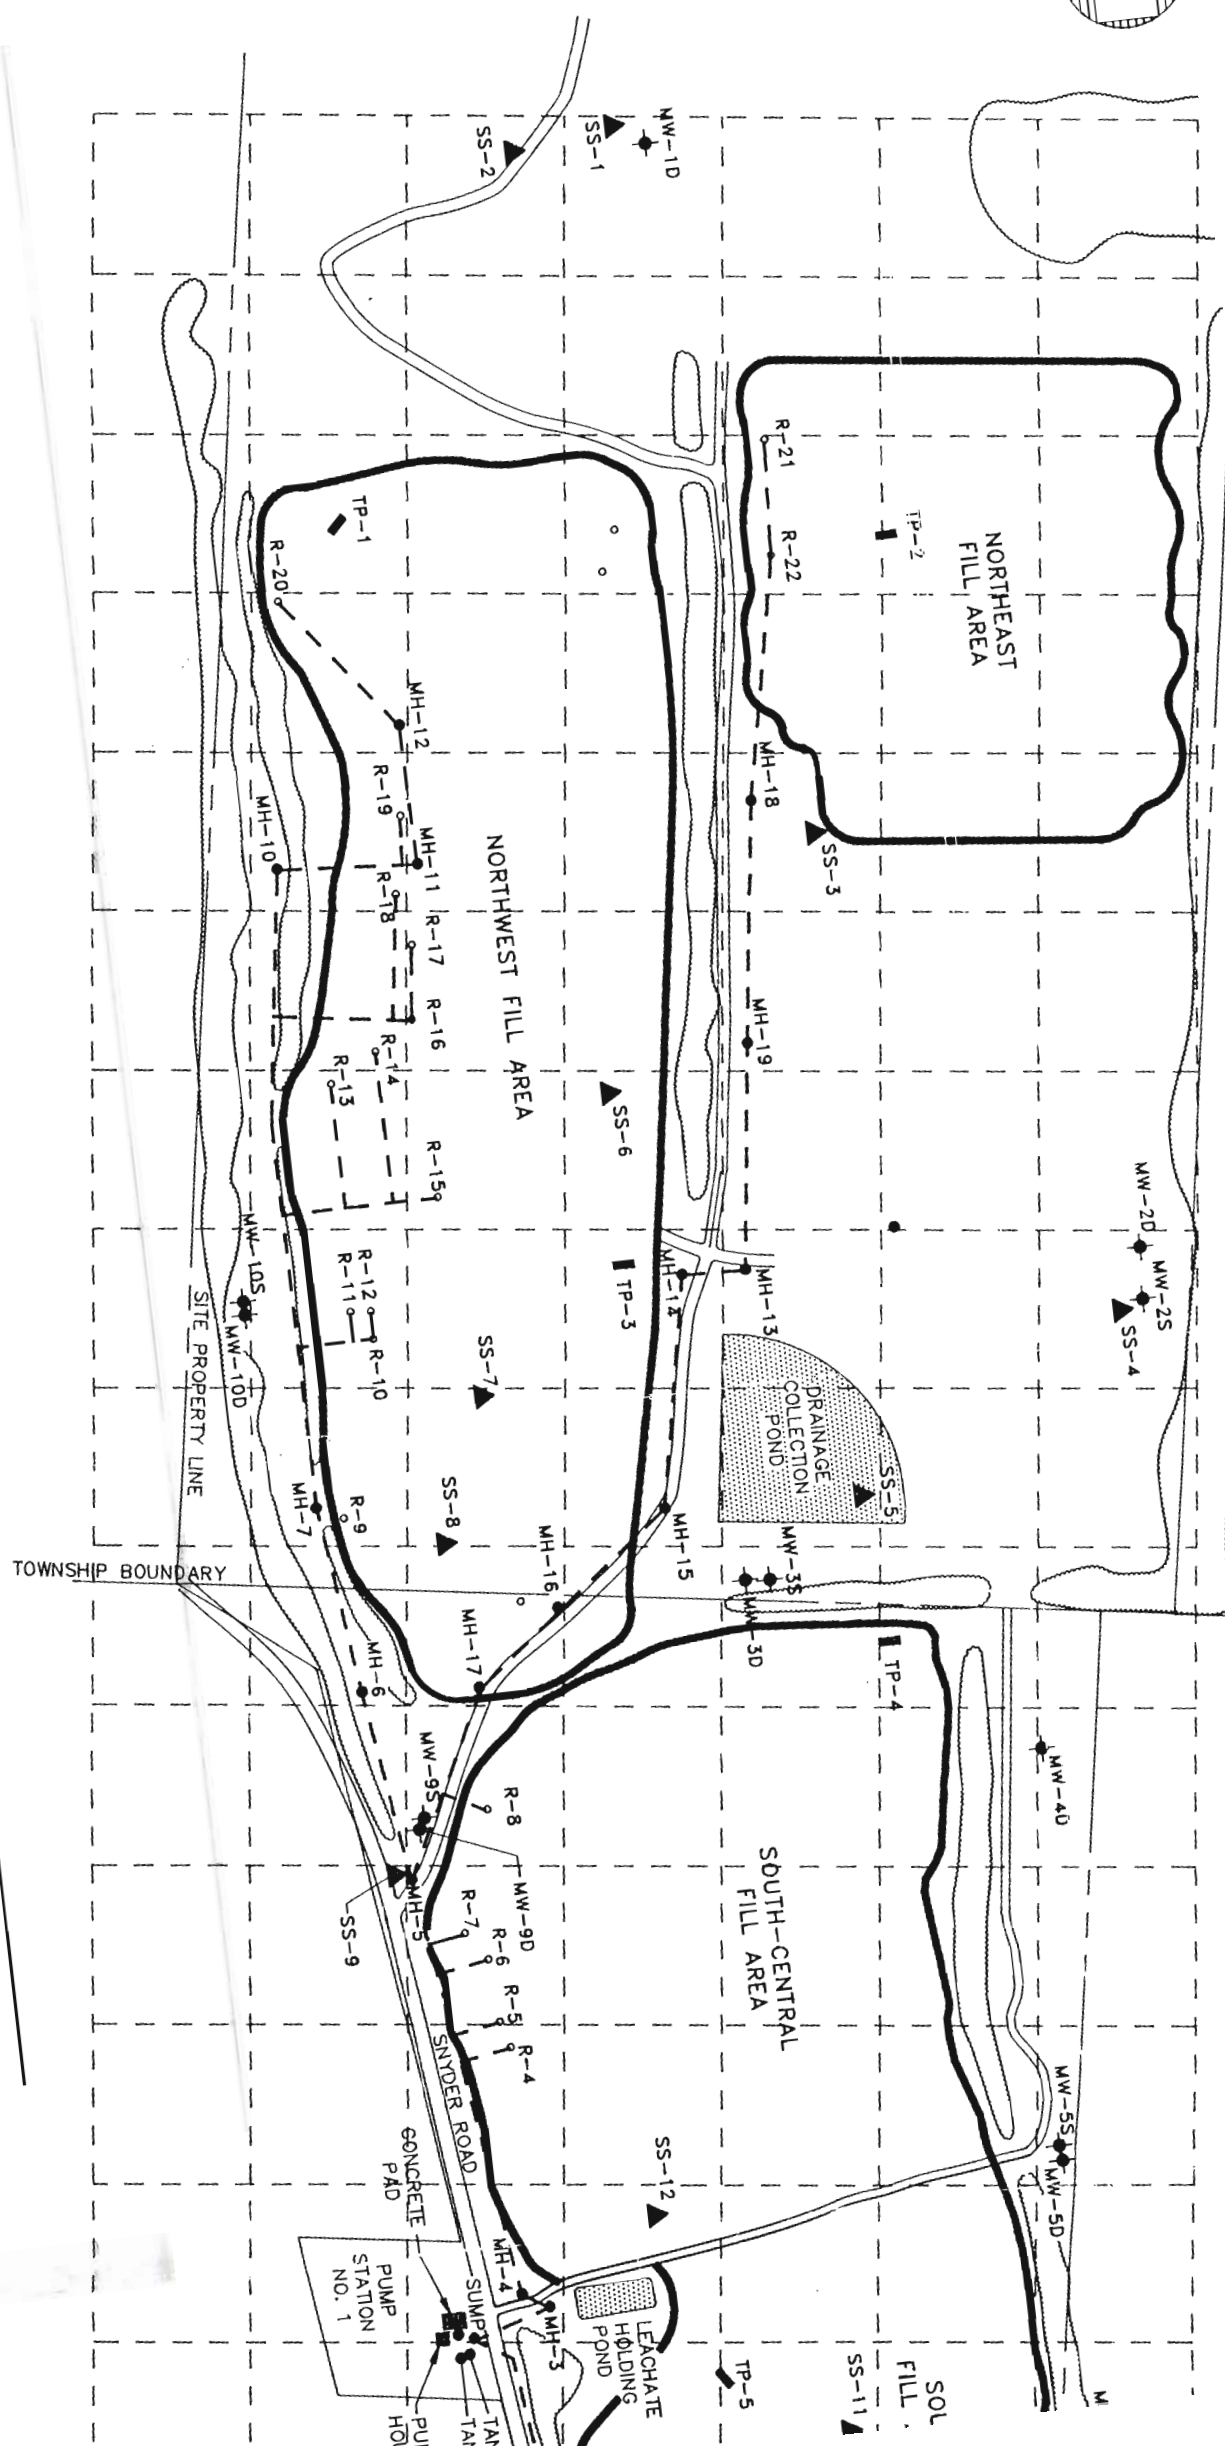 SS-2
SS-1
MW-1D
R-21
R-22
TP-2
NORTHEAST
FILL AREA
TP-1
R-20
MH-12
R-19
MH-10
MH-11
R-18
R-17
R-16
R-14
R-13
R-15
NORTHWEST FILL AREA
MH-18
SS-3
MH-19
SS-6
MW-2D
MW-2S
SS-4
MW-10S
MW-10D
R-12
R-11
R-10
TP-3
MH-14
MH-13
SS-7
DRAINAGE
COLLECTION
POND
SS-5
SITE PROPERTY LINE
MH-7
R-9
SS-8
MH-16
MH-15
MW-3S
MW-3D
TOWNSHIP BOUNDARY
MH-6
MH-17
TP-4
MW-4D
MW-9S
R-8
MW-9D
MH-5
SS-9
R-7
R-6
R-5
R-4
SOUTH-CENTRAL
FILL AREA
SNYDER ROAD
MW-5S
MW-5D
SS-12
CONCRETE
PAD
PUMP
STATION
NO. 1
SUMP
MH-4
MH-3
LEACHATE
HOLDING
POND
TP-5
SS-11
SOU
FILL
M
PU
HOL
TAN
TAN